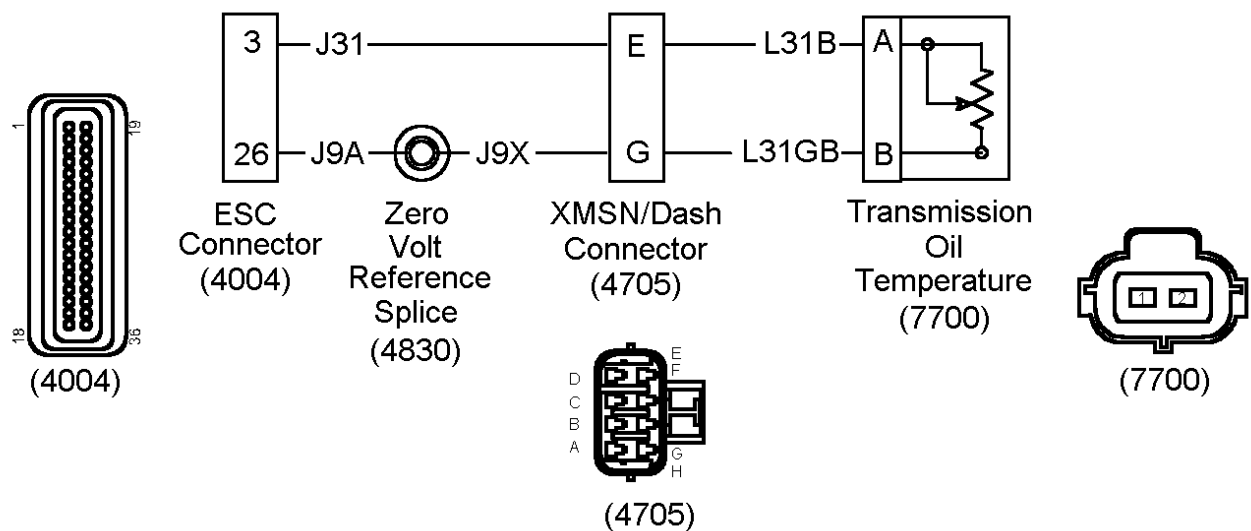 3 J31 E L31B A
26 J9A J9X G L31GB B
ESC
Connector
(4004)
Zero
Volt
Reference
Splice
(4830)
XMSN/Dash
Connector
(4705)
Transmission
Oil
Temperature
(7700)
1 19
18 36
(4004)
D
C
B
A
E
F
G
H
(4705)
1 2
(7700)